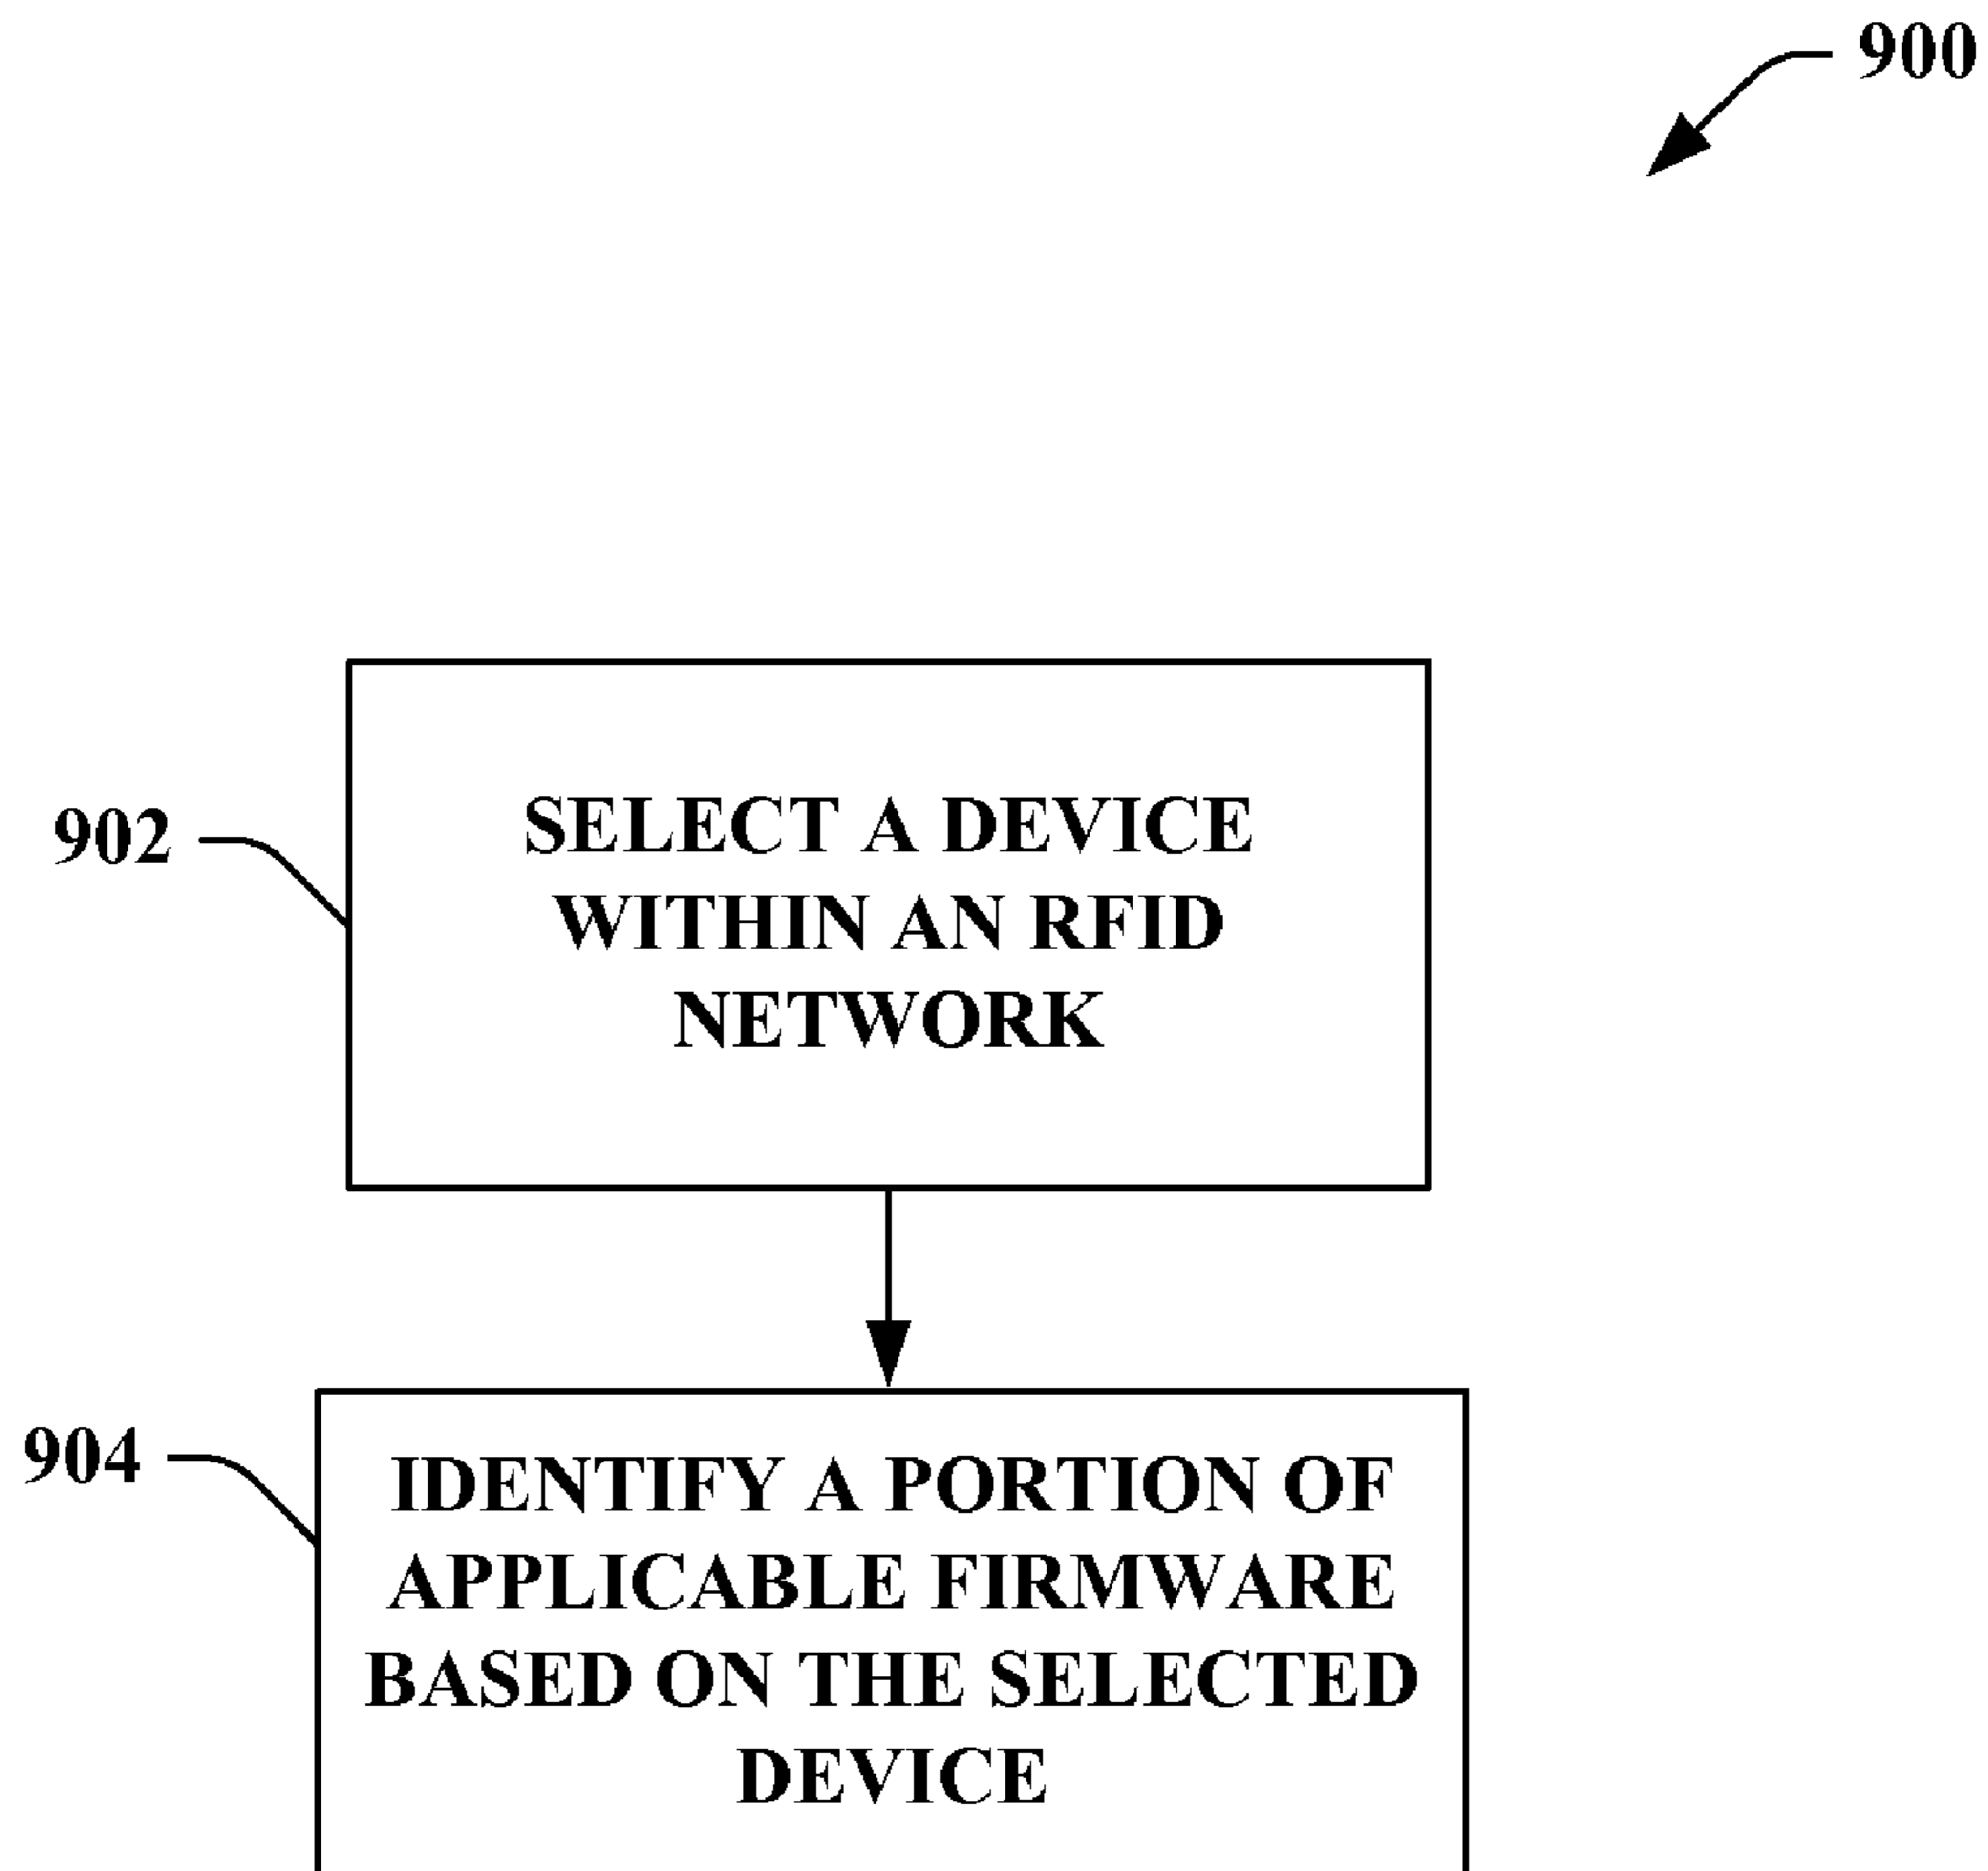 900
902
SELECT A DEVICE
WITHIN AN RFID
NETWORK
904
IDENTIFY A PORTION OF
APPLICABLE FIRMWARE
BASED ON THE SELECTED
DEVICE